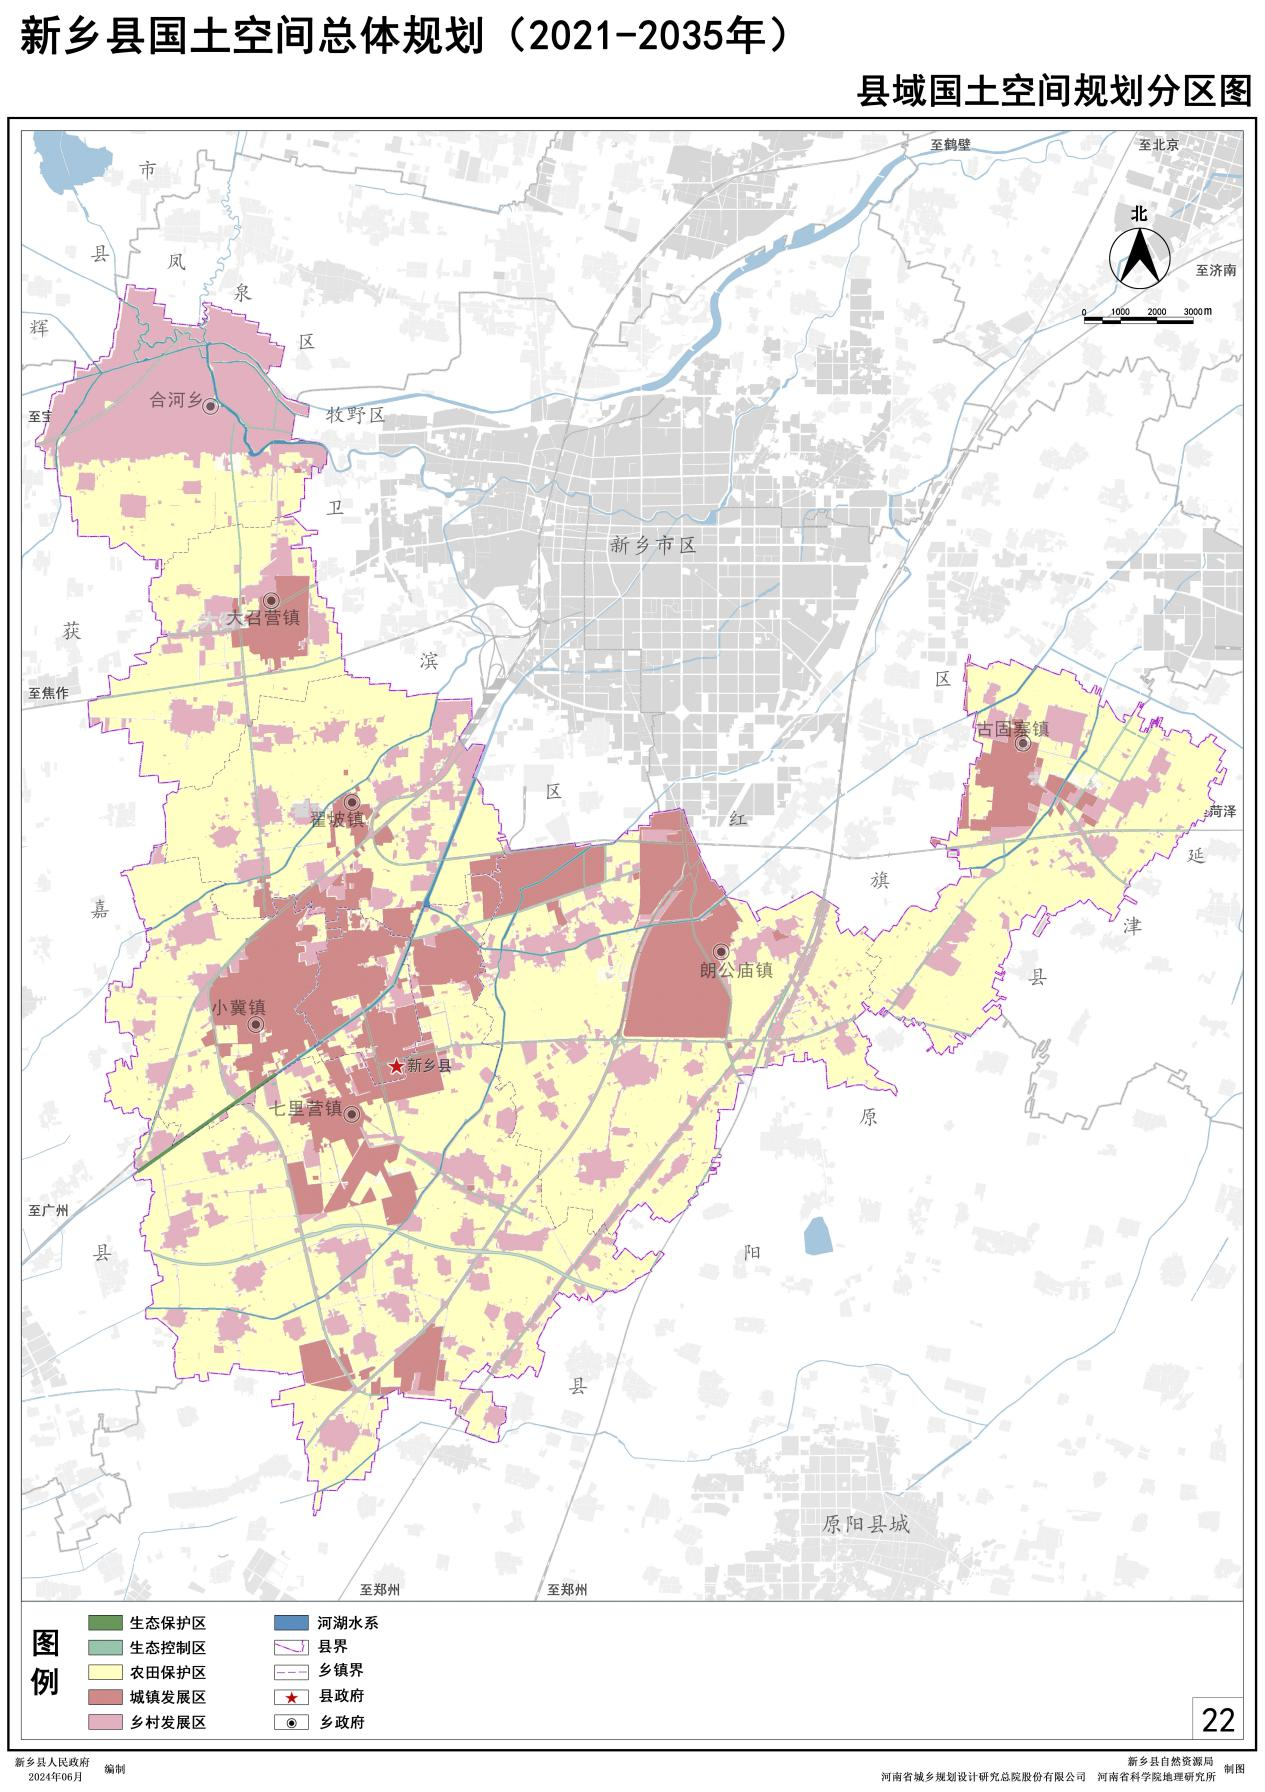 新乡县国土空间总体规划（2021-2035年）
县域国土空间规划分区图
至鹤壁
至北京
市
北
县
凤
至济南
泉
0 1000 2000 3000m
辉
区
合河乡
至宝
牧野区
卫
新乡市区
大召营镇
获
滨
至焦作
区
古固寨镇
区
翟坡镇
红
菏泽
延
旗
嘉
津
朗公庙镇
县
小冀镇
新乡县
七里营镇
原
至广州
县
阳
县
原阳县城
至郑州
至郑州
图例
生态保护区
生态控制区
农田保护区
城镇发展区
乡村发展区
河湖水系
县界
乡镇界
县政府
乡政府
22
新乡县人民政府
2024年06月
编制
新乡县自然资源局
河南省城乡规划设计研究总院股份有限公司 河南省科学院地理研究所
制图